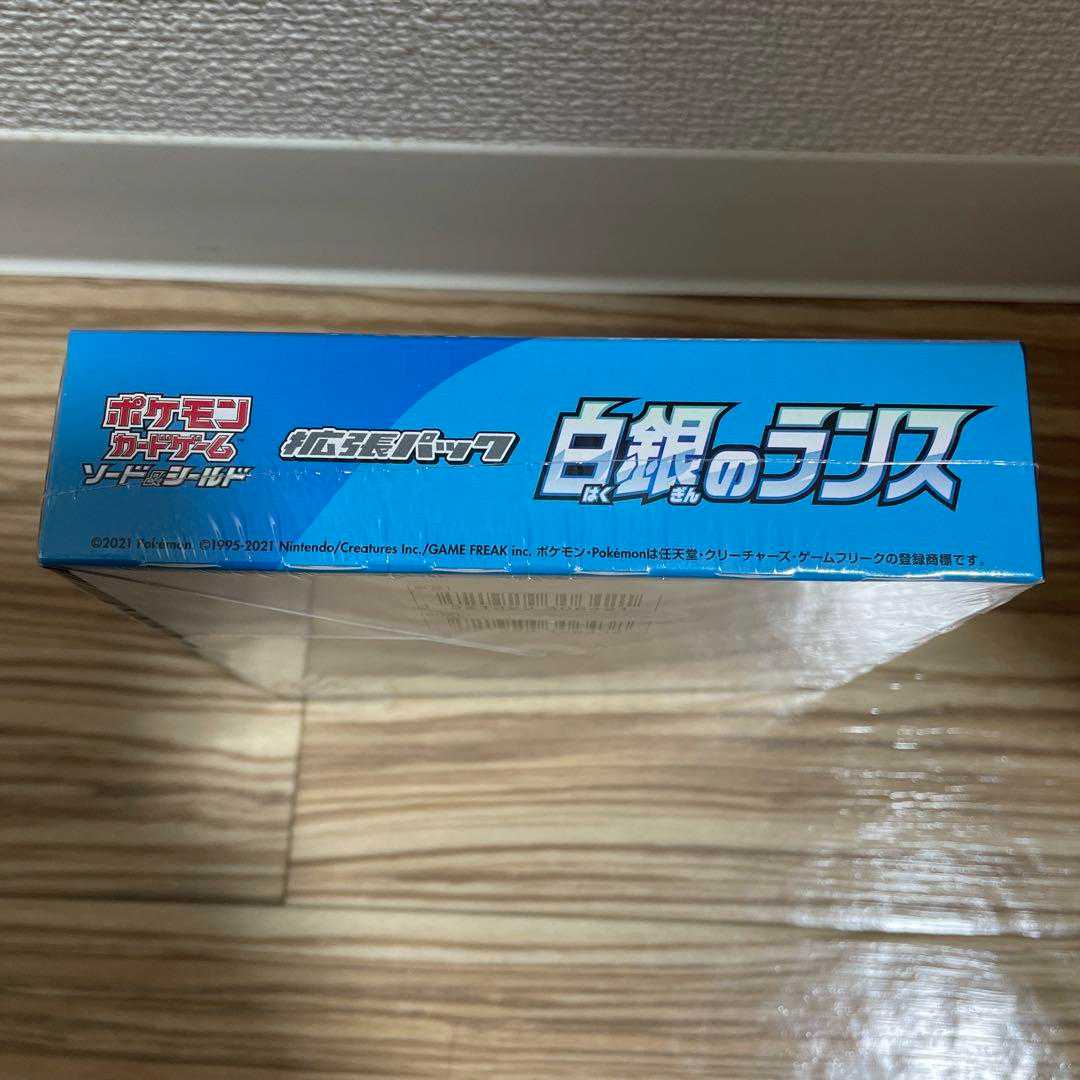 ポケモン
カードゲーム™
ソード&シールド
拡張パック
白銀のランス
はく ぎん
©2021 Pokémon. ©1995-2021 Nintendo/Creatures Inc./GAME FREAK inc. ポケモン・Pokémonは任天堂・クリーチャーズ・ゲームフリークの登録商標です。